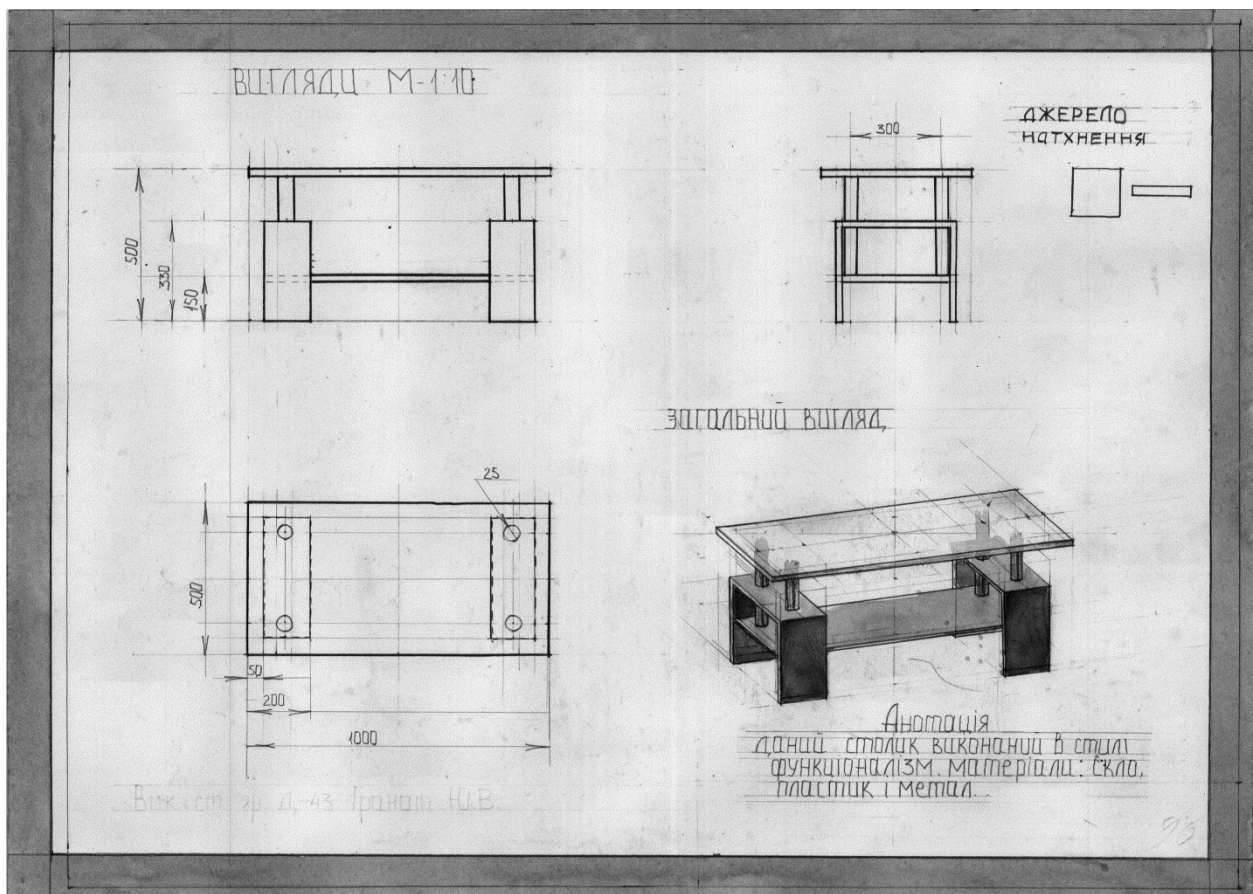 ВИГЛЯДИ М-1:10
300
ДЖЕРЕЛО
НАТХНЕННЯ
500
330
150
ЗАГАЛЬНИЙ ВИГЛЯД
25
500
50
200
1000
Анотація
даний столик виконаний в стилі
функціоналізм. матеріали: скло,
пластик і метал.
Вик. ст. гр. Д-43 Гранат Ю.В.
93